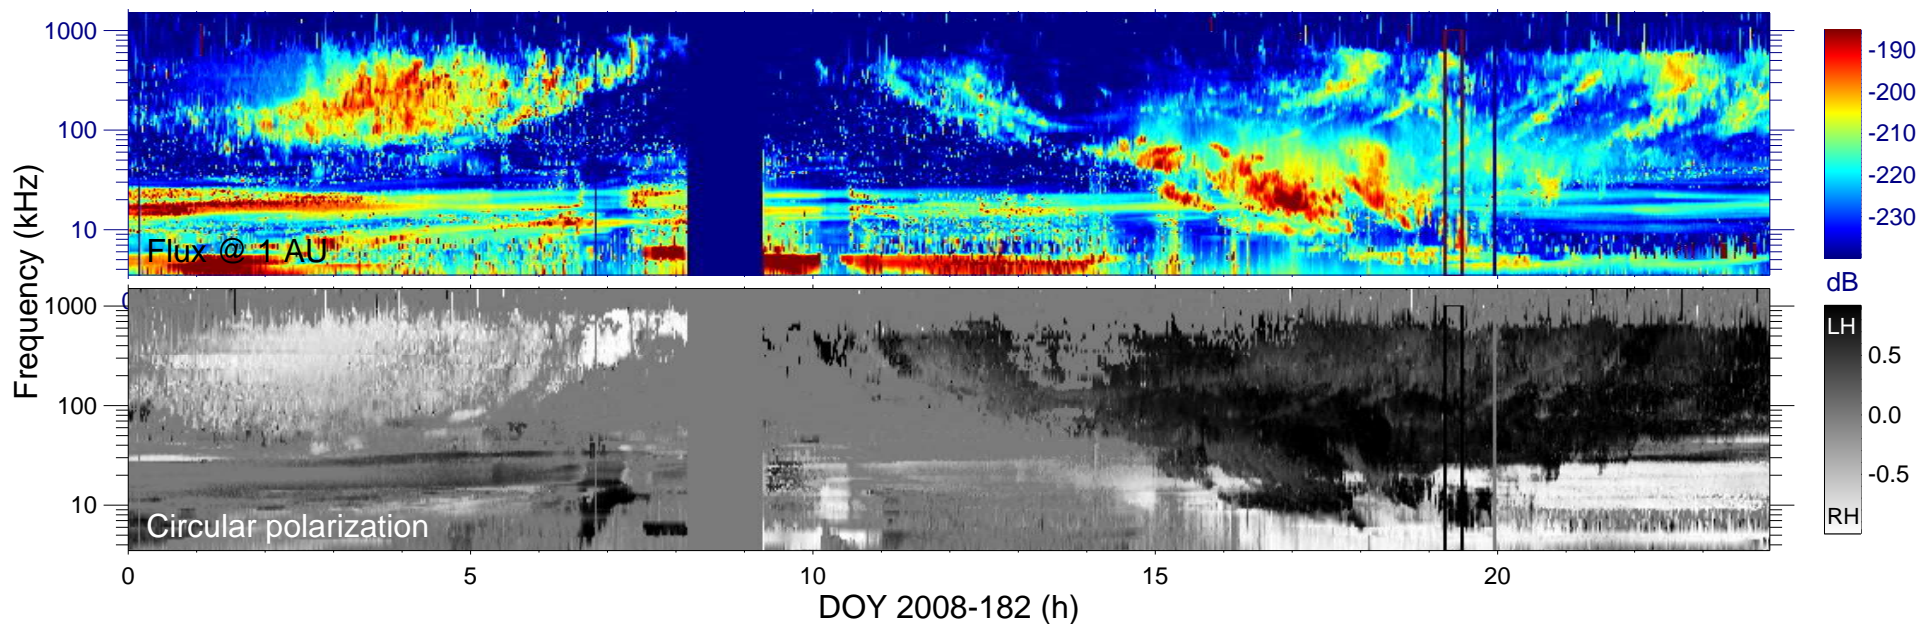 1000
100
10
Frequency (kHz)
Flux @ 1 AU
-190
-200
-210
-220
-230
dB
0
1000
100
10
Circular polarization
LH
0.5
0.0
-0.5
RH
0 5 10 15 20
DOY 2008-182 (h)